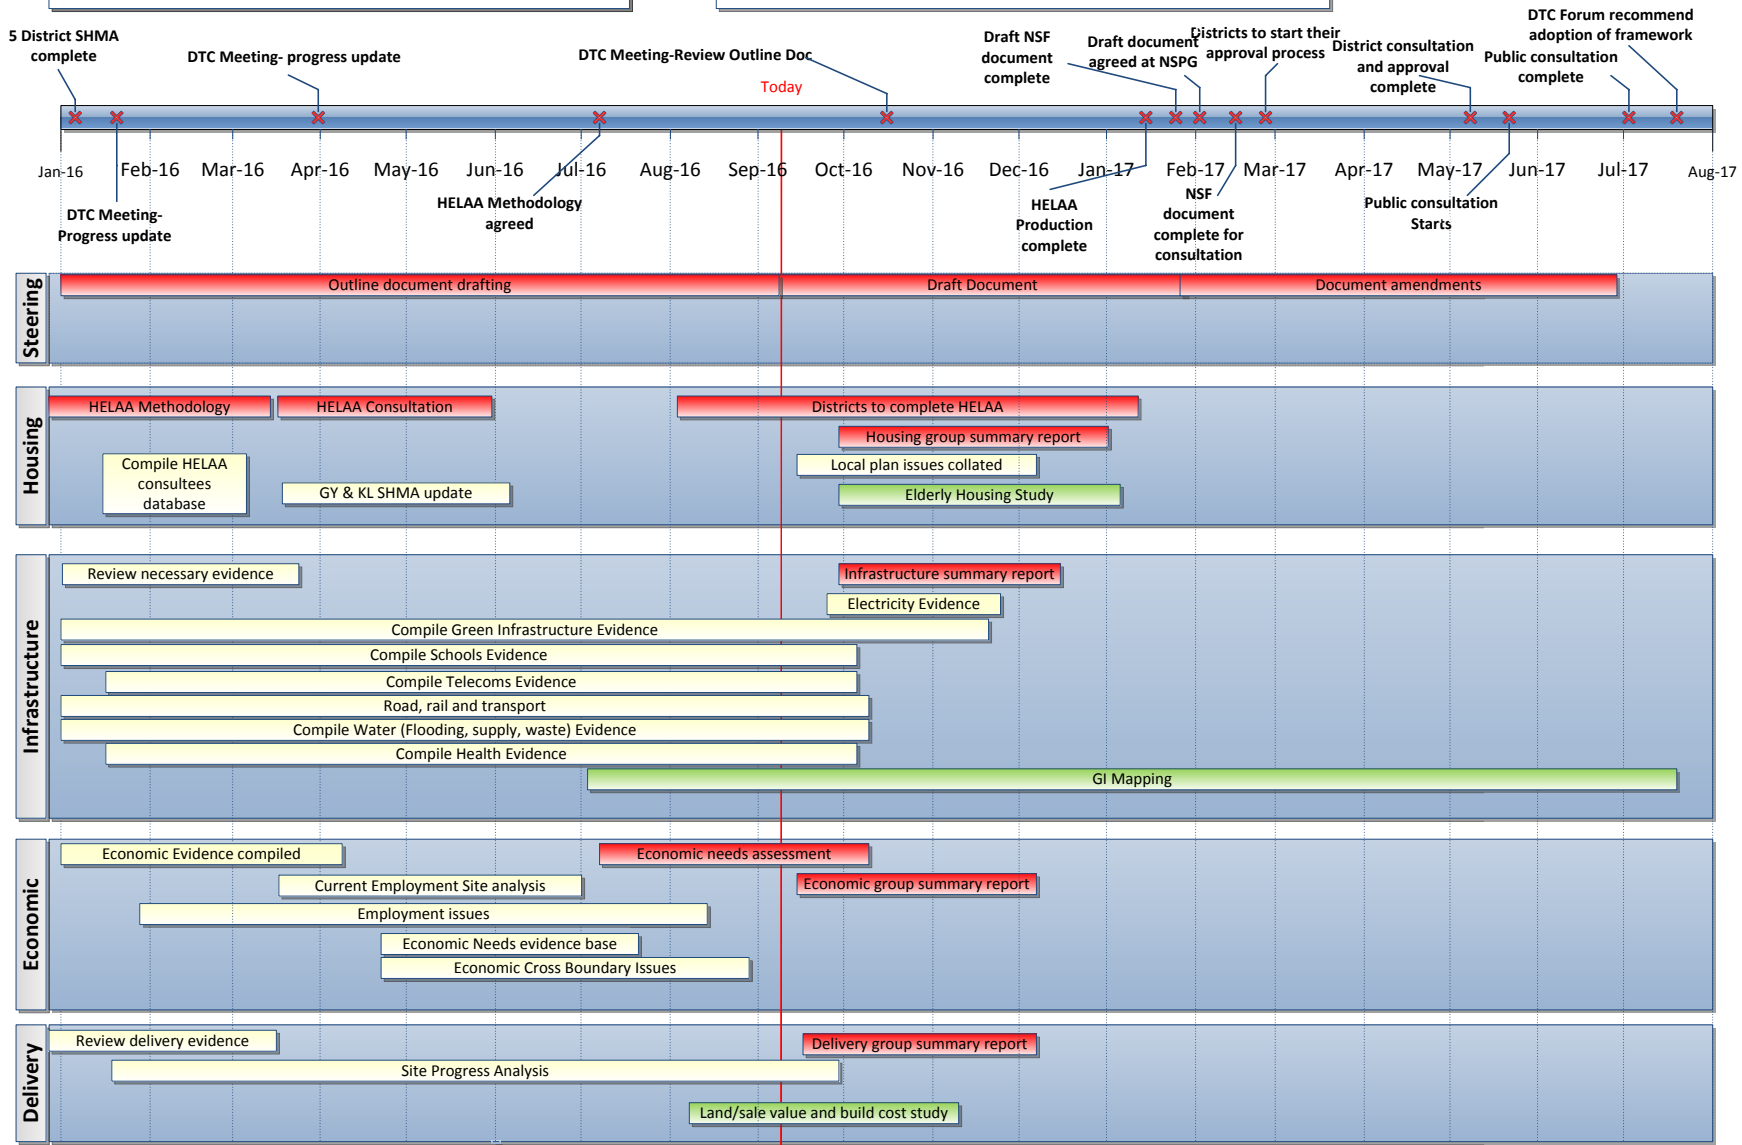 5 District SHMA
complete
DTC Meeting- progress update
DTC Meeting-Review Outline Doc
Today
Draft NSF
document
complete
Draft document
agreed at NSPG
Districts to start their
approval process
District consultation
and approval
complete
DTC Forum recommend
adoption of framework
Public consultation
complete
Jan-16
Feb-16
Mar-16
Apr-16
May-16
Jun-16
Jul-16
Aug-16
Sep-16
Oct-16
Nov-16
Dec-16
Jan-17
Feb-17
Mar-17
Apr-17
May-17
Jun-17
Jul-17
Aug-17
DTC Meeting-
Progress update
HELAA Methodology
agreed
HELAA
Production
complete
NSF
document
complete for
consultation
Public consultation
Starts
Steering
Outline document drafting
Draft Document
Document amendments
Housing
HELAA Methodology
HELAA Consultation
Districts to complete HELAA
Housing group summary report
Compile HELAA
consultees
database
Local plan issues collated
GY & KL SHMA update
Elderly Housing Study
Infrastructure
Review necessary evidence
Infrastructure summary report
Electricity Evidence
Compile Green Infrastructure Evidence
Compile Schools Evidence
Compile Telecoms Evidence
Road, rail and transport
Compile Water (Flooding, supply, waste) Evidence
Compile Health Evidence
GI Mapping
Economic
Economic Evidence compiled
Economic needs assessment
Current Employment Site analysis
Economic group summary report
Employment issues
Economic Needs evidence base
Economic Cross Boundary Issues
Delivery
Review delivery evidence
Delivery group summary report
Site Progress Analysis
Land/sale value and build cost study